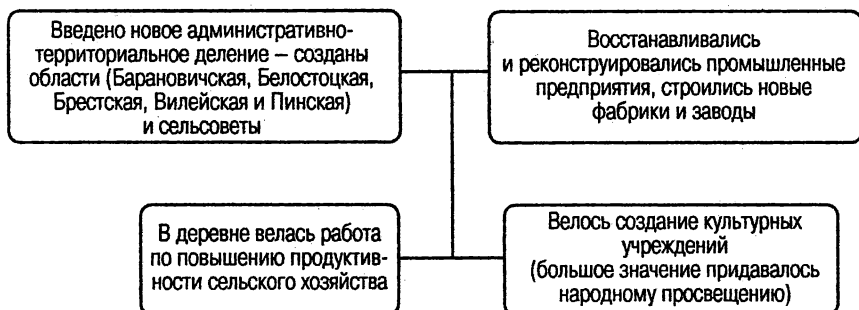 Введено новое административно-
территориальное деление – созданы
области (Барановичская, Белостоцкая,
Брестская, Вилейская и Пинская)
и сельсоветы
Восстанавливались
и реконструировались промышленные
предприятия, строились новые
фабрики и заводы
В деревне велась работа
по повышению продуктив-
ности сельского хозяйства
Велось создание культурных
учреждений
(большое значение придавалось
народному просвещению)